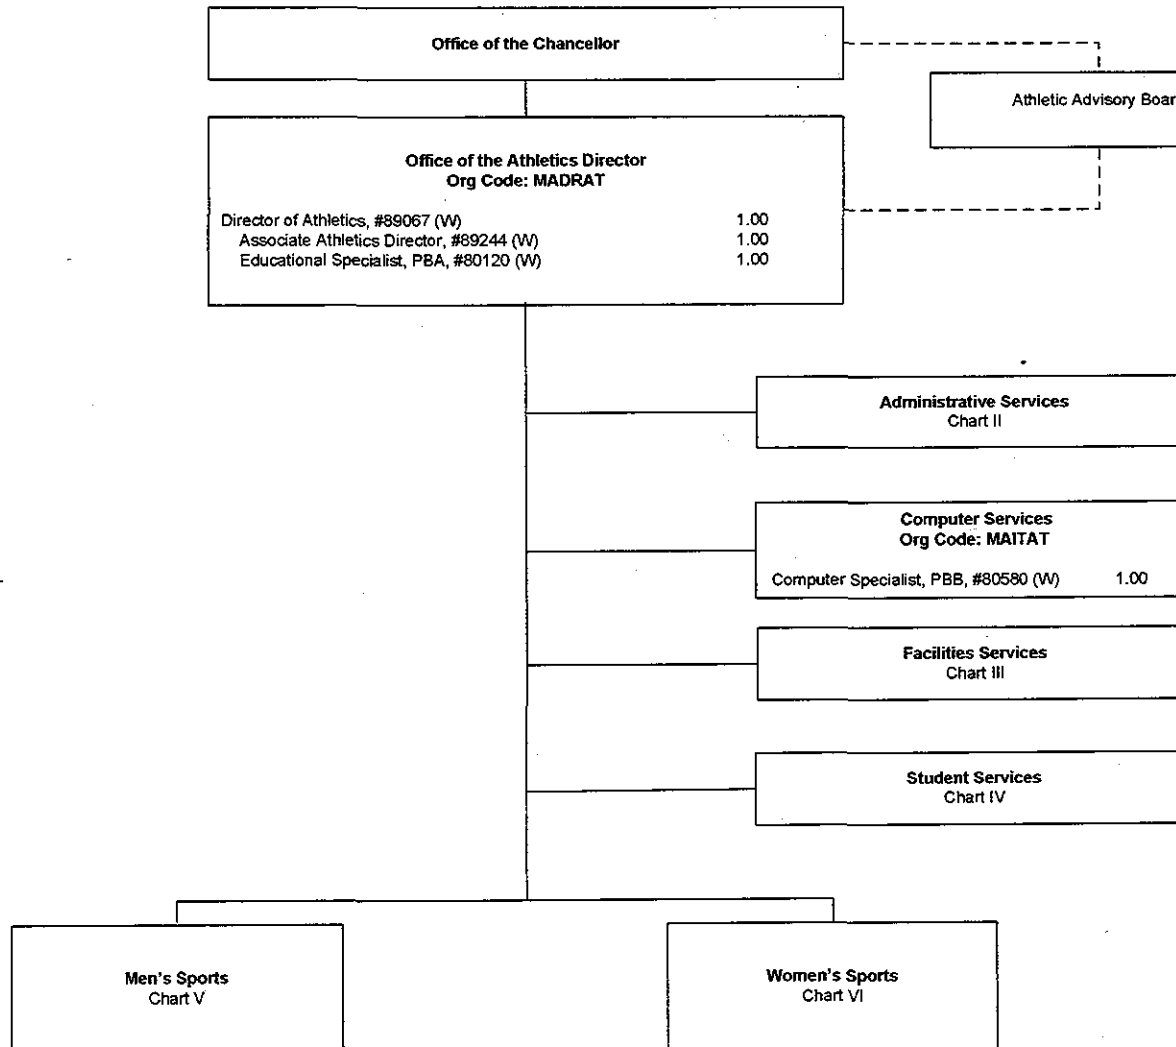 Office of the Chancellor
Athletic Advisory Boar
Office of the Athletics Director
Org Code: MADRAT
Director of Athletics, #89067 (W) 1.00
Associate Athletics Director, #89244 (W) 1.00
Educational Specialist, PBA, #80120 (W) 1.00
Administrative Services
Chart II
Computer Services
Org Code: MAITAT
Computer Specialist, PBB, #80580 (W) 1.00
Facilities Services
Chart III
Student Services
Chart IV
Men's Sports
Chart V
Women's Sports
Chart VI